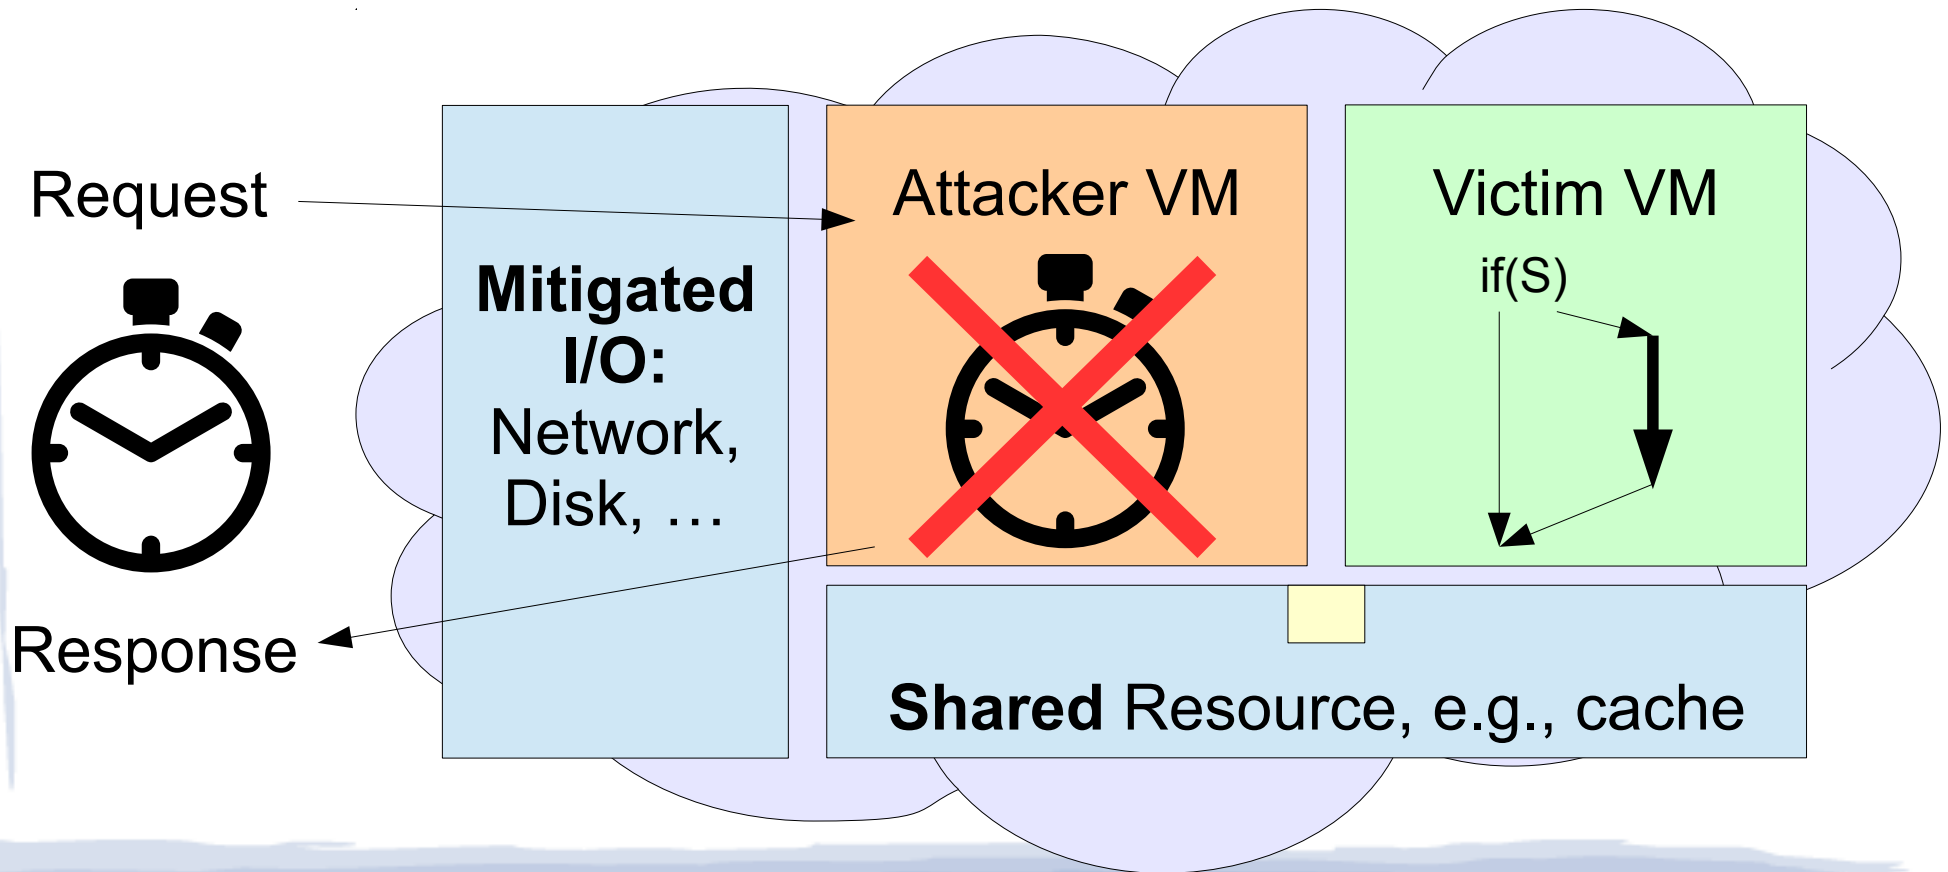 Request
Response
Mitigated
I/O:
Network,
Disk, …
Attacker VM
Victim VM
if(S)
Shared Resource, e.g., cache